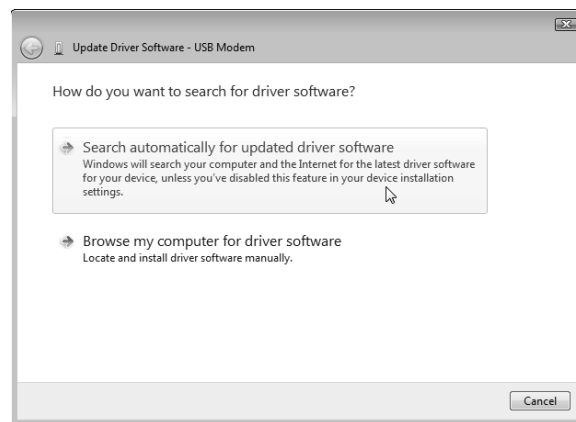 Update Driver Software - USB Modem
How do you want to search for driver software?
Search automatically for updated driver software
Windows will search your computer and the Internet for the latest driver software
for your device, unless you've disabled this feature in your device installation
settings.
Browse my computer for driver software
Locate and install driver software manually.
Cancel